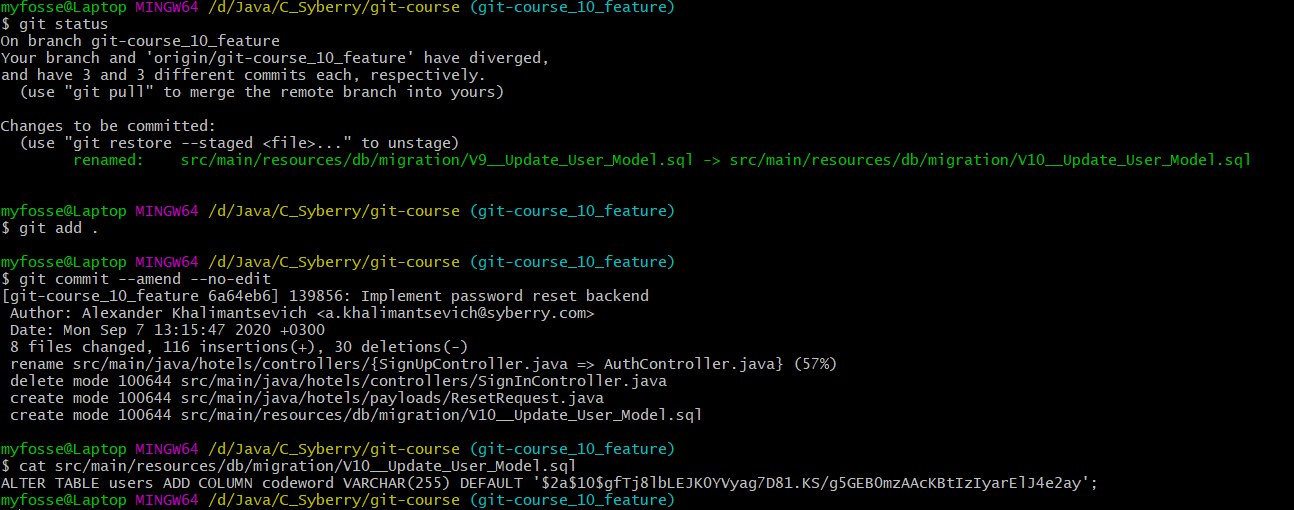 myfosse@Laptop MINGW64 /d/Java/C_Syberry/git-course (git-course_10_feature)
$ git status
On branch git-course_10_feature
Your branch and 'origin/git-course_10_feature' have diverged,
and have 3 and 3 different commits each, respectively.
  (use "git pull" to merge the remote branch into yours)

Changes to be committed:
  (use "git restore --staged <file>..." to unstage)
        renamed:    src/main/resources/db/migration/V9__Update_User_Model.sql -> src/main/resources/db/migration/V10__Update_User_Model.sql

myfosse@Laptop MINGW64 /d/Java/C_Syberry/git-course (git-course_10_feature)
$ git add .

myfosse@Laptop MINGW64 /d/Java/C_Syberry/git-course (git-course_10_feature)
$ git commit --amend --no-edit
[git-course_10_feature 6a64eb6] 139856: Implement password reset backend
 Author: Alexander Khalimantsevich <a.khalimantsevich@syberry.com>
 Date: Mon Sep 7 13:15:47 2020 +0300
 8 files changed, 116 insertions(+), 30 deletions(-)
 rename src/main/java/hotels/controllers/{SignUpController.java => AuthController.java} (57%)
 delete mode 100644 src/main/java/hotels/controllers/SignInController.java
 create mode 100644 src/main/java/hotels/payloads/ResetRequest.java
 create mode 100644 src/main/resources/db/migration/V10__Update_User_Model.sql

myfosse@Laptop MINGW64 /d/Java/C_Syberry/git-course (git-course_10_feature)
$ cat src/main/resources/db/migration/V10__Update_User_Model.sql
ALTER TABLE users ADD COLUMN codeword VARCHAR(255) DEFAULT '$2a$10$gfTj8lbLEJK0YVyag7D81.KS/g5GEB0mzAAcKBtIzIyarElJ4e2ay';
myfosse@Laptop MINGW64 /d/Java/C_Syberry/git-course (git-course_10_feature)